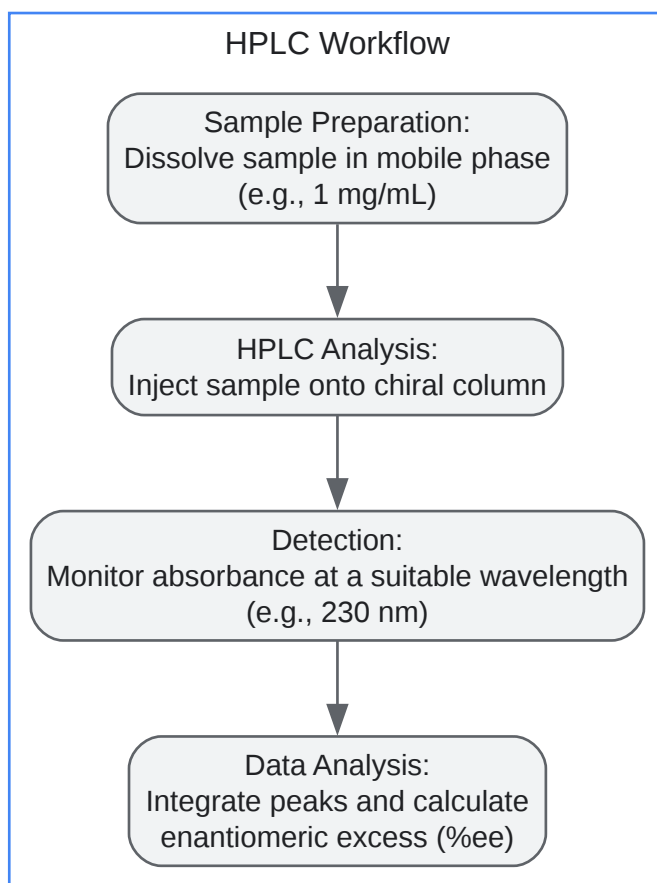 HPLC Workflow
Sample Preparation:
Dissolve sample in mobile phase
(e.g., 1 mg/mL)
HPLC Analysis:
Inject sample onto chiral column
Detection:
Monitor absorbance at a suitable wavelength
(e.g., 230 nm)
Data Analysis:
Integrate peaks and calculate
enantiomeric excess (%ee)